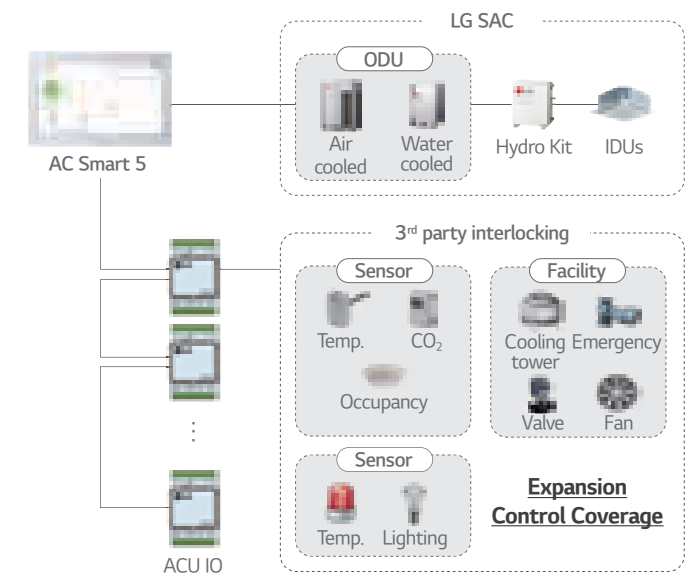 LG SAC
ODU
Air
cooled
Water
cooled
Hydro Kit
IDUs
AC Smart 5
3rd party interlocking
Sensor
Temp.
CO2
Occupancy
Facility
Cooling
tower
Emergency
Valve
Fan
Sensor
Temp.
Lighting
Expansion
Control Coverage
ACU IO